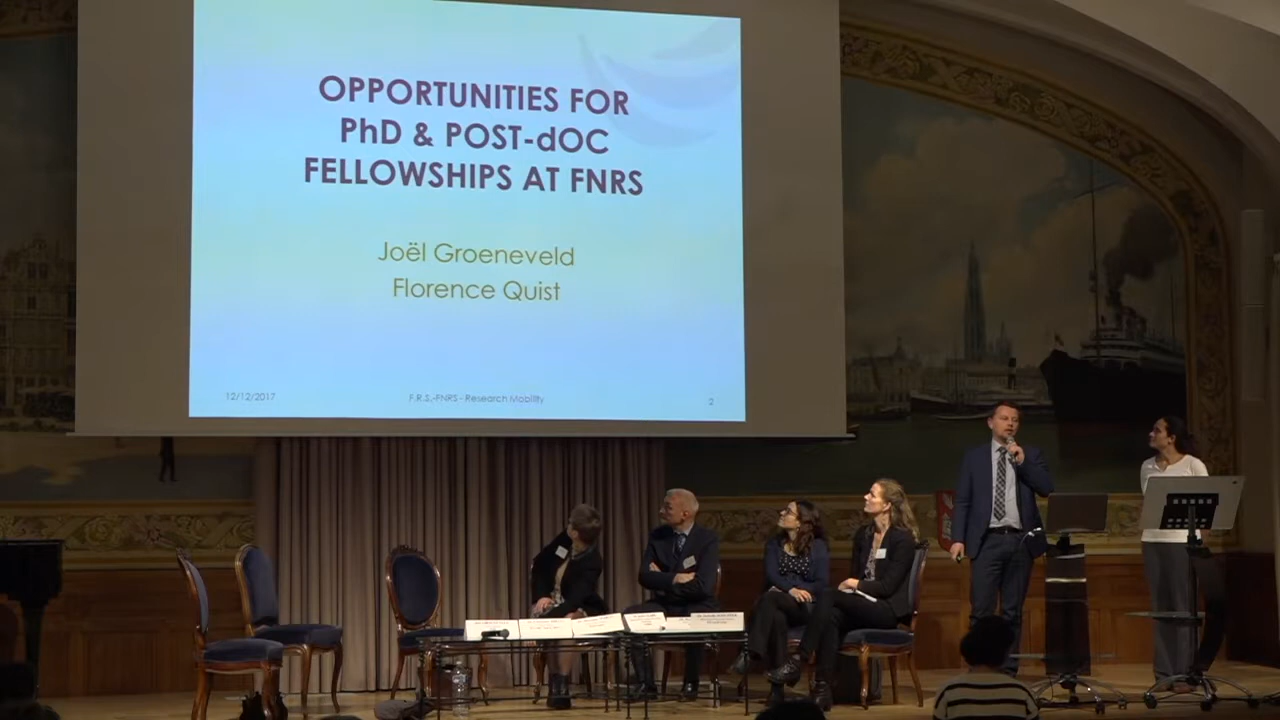 OPPORTUNITIES FOR
PhD & POST-dOC
FELLOWSHIPS AT FNRS
Joël Groeneveld
Florence Quist
12/12/2017
F.R.S.-FNRS - Research Mobility
2